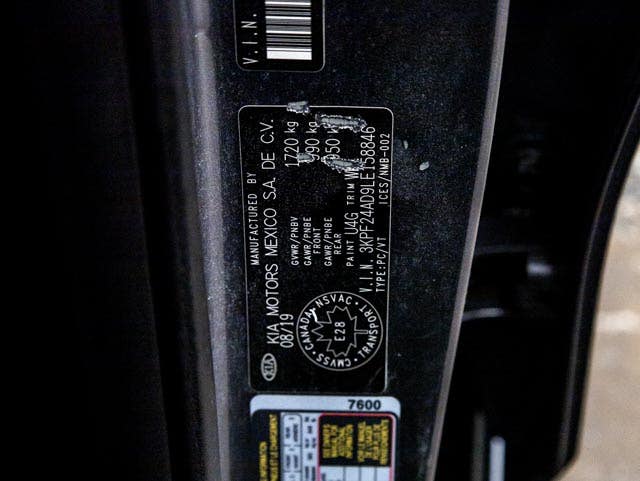 V.I.N.
MANUFACTURED BY
KIA MOTORS MEXICO S.A. DE C.V.
08/19
KIA
GVWR/PNBV 1720 kg
GAWR/PNBE FRONT 990 kg
GAWR/PNBE REAR 950 kg
PAINT U4G TRIM WK
V.I.N. 3KPF24AD9LE158846
TYPE:PC/VT ICES/NMB-002
CANADA NSVAC TRANSPORT CMVSS
E28
7600